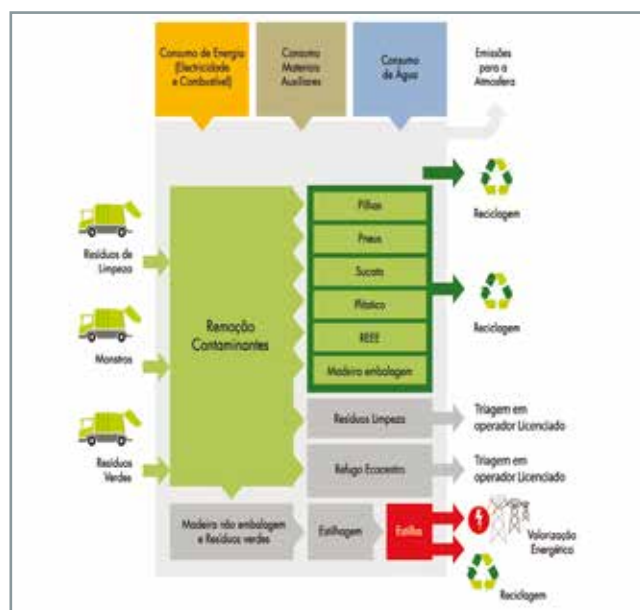 Consumo de Energia
(Electricidade
e Combustível)
Consumo
Materiais
Auxiliares
Consumo
de Água
Emissões
para a
Atmosfera
Resíduos de
Limpeza
Monstros
Resíduos
Verdes
Remoção
Contaminantes
Pilhas
Pneus
Sucata
Plástico
REEE
Madeira embalagem
Resíduos Limpeza
Refugo Ecocentro
Reciclagem
Reciclagem
Triagem em
operador Licenciado
Triagem em
operador Licenciado
Madeira não embalagem
e Resíduos verdes
Estilhagem
Estilha
Valorização
Energético
Reciclagem